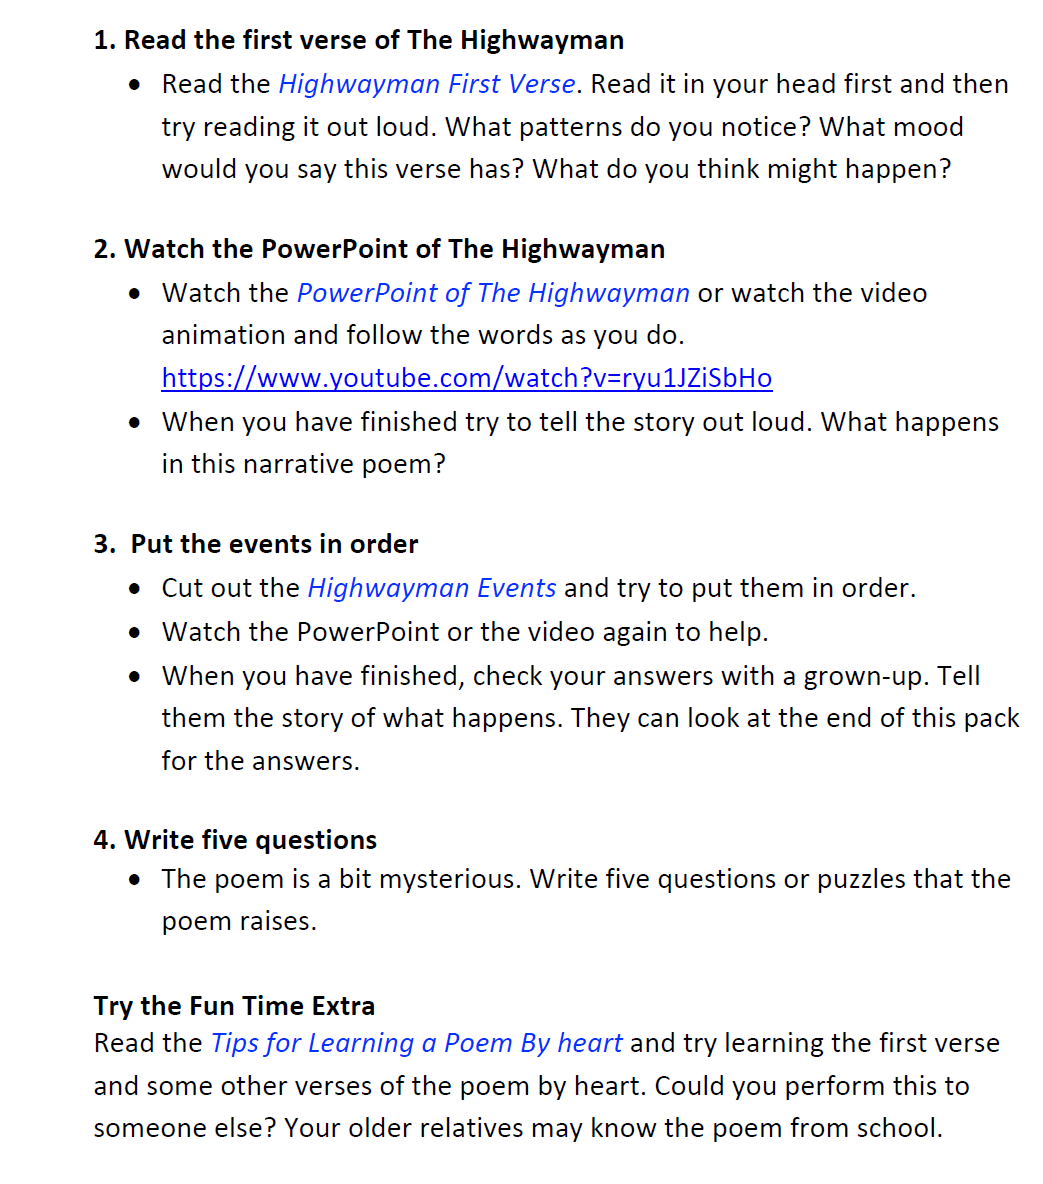 1. Read the first verse of The Highwayman
• Read the Highwayman First Verse. Read it in your head first and then
try reading it out loud. What patterns do you notice? What mood
would you say this verse has? What do you think might happen?
2. Watch the PowerPoint of The Highwayman
• Watch the PowerPoint of The Highwayman or watch the video
animation and follow the words as you do.
https://www.youtube.com/watch?v=ryu1JZiSbHo
• When you have finished try to tell the story out loud. What happens
in this narrative poem?
3. Put the events in order
• Cut out the Highwayman Events and try to put them in order.
• Watch the PowerPoint or the video again to help.
• When you have finished, check your answers with a grown-up. Tell
them the story of what happens. They can look at the end of this pack
for the answers.
4. Write five questions
• The poem is a bit mysterious. Write five questions or puzzles that the
poem raises.
Try the Fun Time Extra
Read the Tips for Learning a Poem By heart and try learning the first verse
and some other verses of the poem by heart. Could you perform this to
someone else? Your older relatives may know the poem from school.